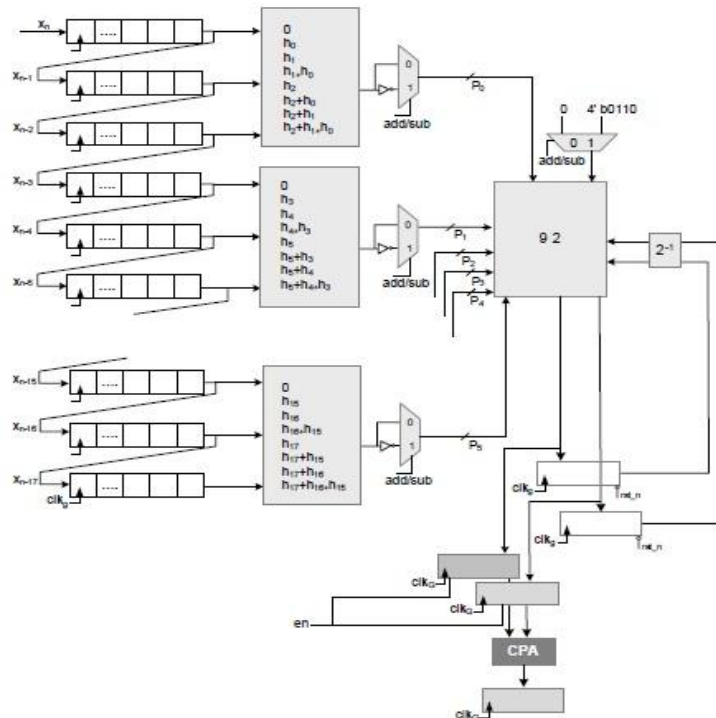 xn
....
xn-1
....
xn-2
....
0
h0
h1
h1+h0
h2
h2+h0
h2+h1
h2+h1+h0
0
1
add/sub
P0
0 4' b0110
0 1
add/sub
xn-3
....
xn-4
....
....
0
h3
h4
h4+h3
h5
h5+h3
h5+h4
h5+h4+h3
0
1
add/sub
P1
P2
P3
P4
9 2
2-1
xn-15
....
xn-16
....
xn-17
....
clkg
0
h15
h16
h16+h15
h17
h17+h15
h17+h16
h17+h16+h15
0
1
add/sub
P5
clkg
rst_n
clkg
rst_n
clkG
clkG
en
CPA
clkG